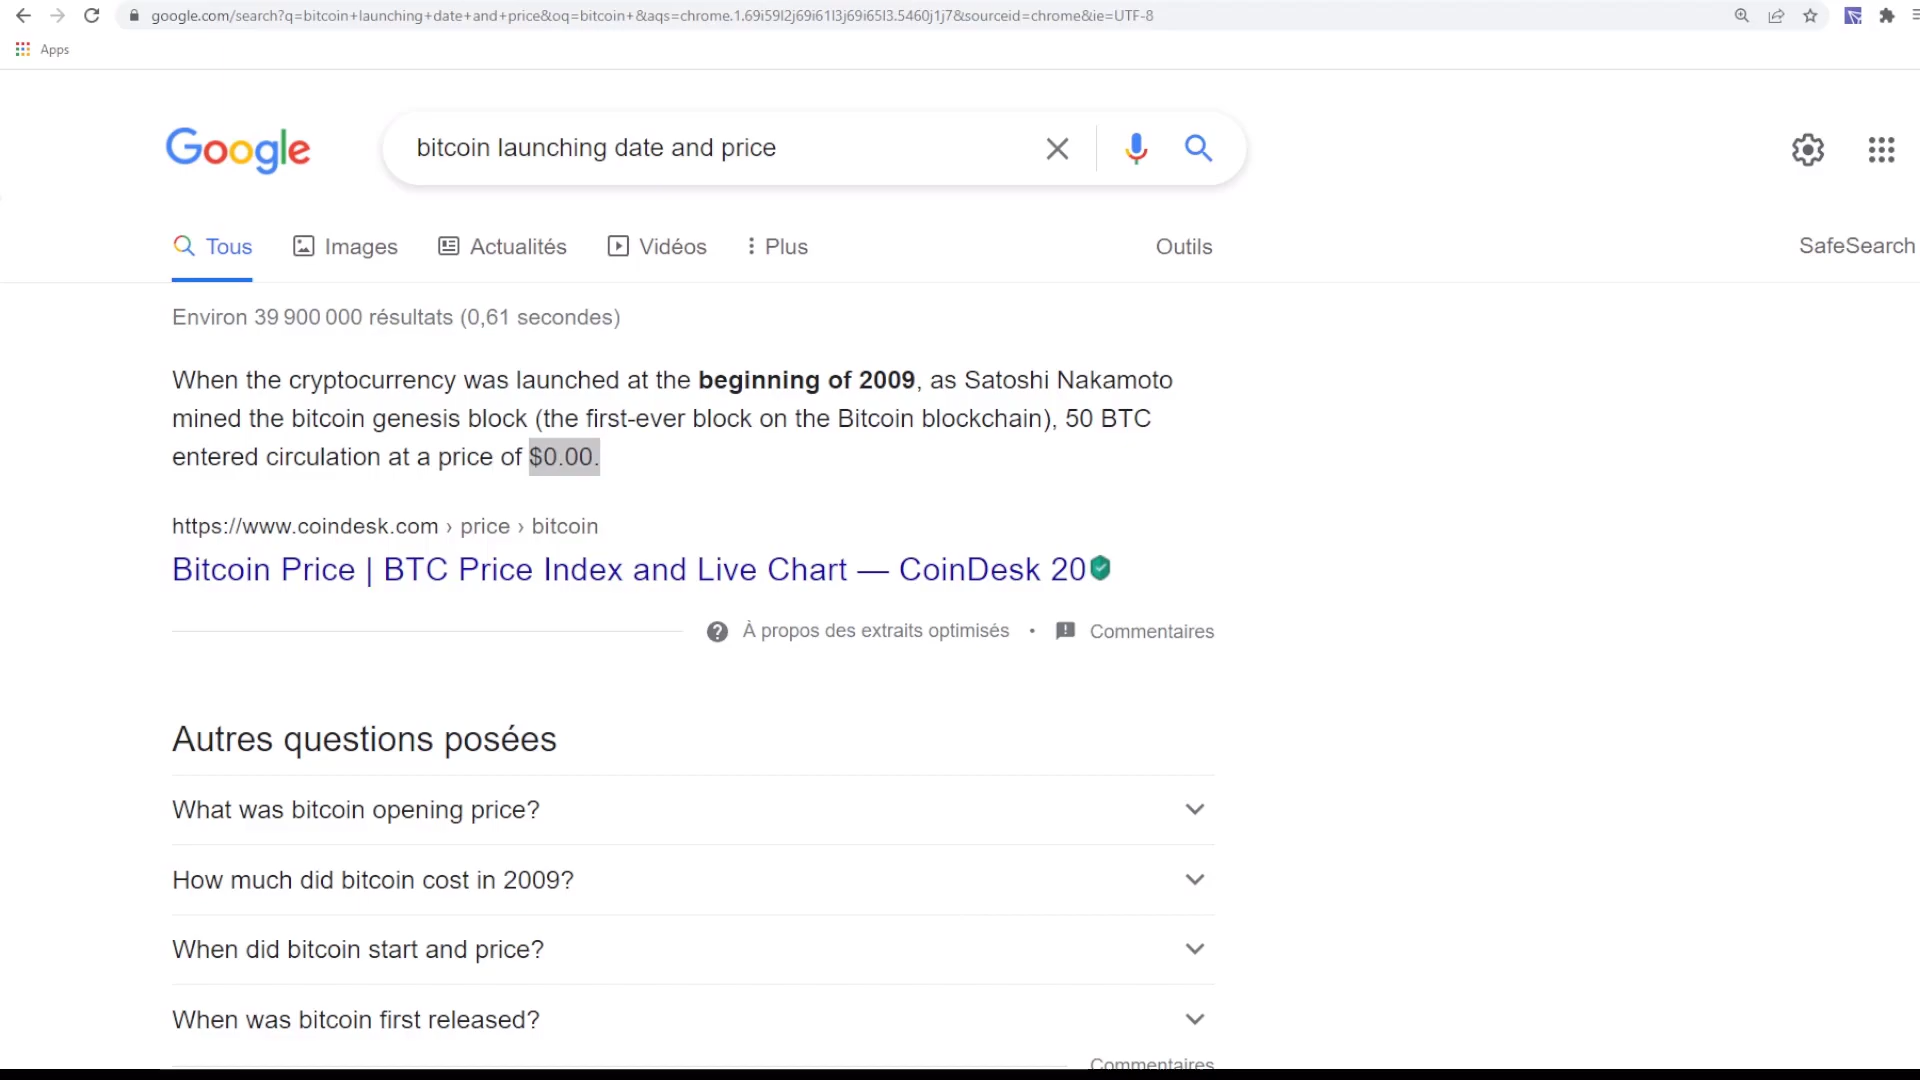 google.com/search?q=bitcoin+launching+date+and+price&oq=bitcoin+&aqs=chrome.1.69i59l2j69i61l3j69i65l3.5460j1j7&sourceid=chrome&ie=UTF-8
Apps
Google
bitcoin launching date and price
Tous
Images
Actualités
Vidéos
Plus
Outils
SafeSearch
Environ 39 900 000 résultats (0,61 secondes)
When the cryptocurrency was launched at the beginning of 2009, as Satoshi Nakamoto
mined the bitcoin genesis block (the first-ever block on the Bitcoin blockchain), 50 BTC
entered circulation at a price of $0.00.
https://www.coindesk.com › price › bitcoin
Bitcoin Price | BTC Price Index and Live Chart — CoinDesk 20
À propos des extraits optimisés • Commentaires
Autres questions posées
What was bitcoin opening price?
How much did bitcoin cost in 2009?
When did bitcoin start and price?
When was bitcoin first released?
Commentaires